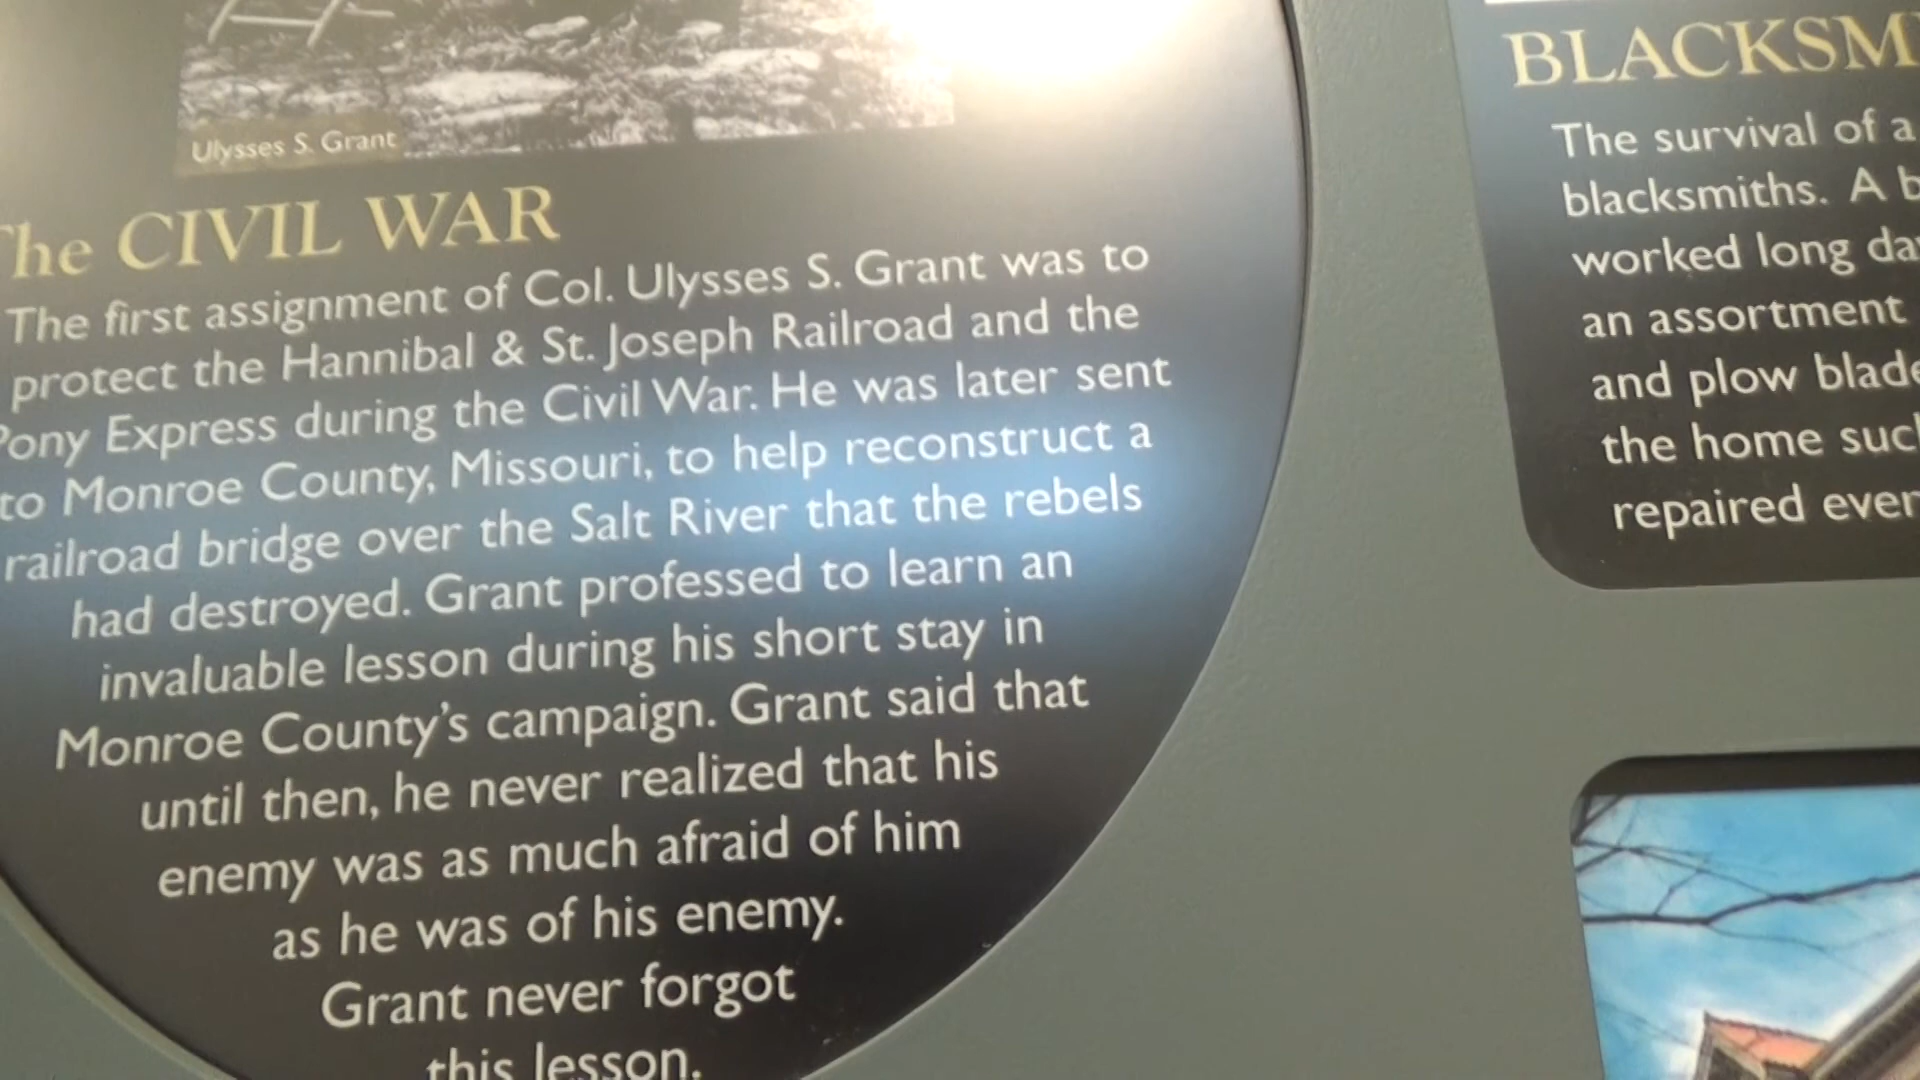 Ulysses S. Grant
The CIVIL WAR
The first assignment of Col. Ulysses S. Grant was to
protect the Hannibal & St. Joseph Railroad and the
Pony Express during the Civil War. He was later sent
to Monroe County, Missouri, to help reconstruct a
railroad bridge over the Salt River that the rebels
had destroyed. Grant professed to learn an
invaluable lesson during his short stay in
Monroe County's campaign. Grant said that
until then, he never realized that his
enemy was as much afraid of him
as he was of his enemy.
Grant never forgot
this lesson.
BLACKSM
The survival of a
blacksmiths. A b
worked long da
an assortment
and plow blade
the home such
repaired ever